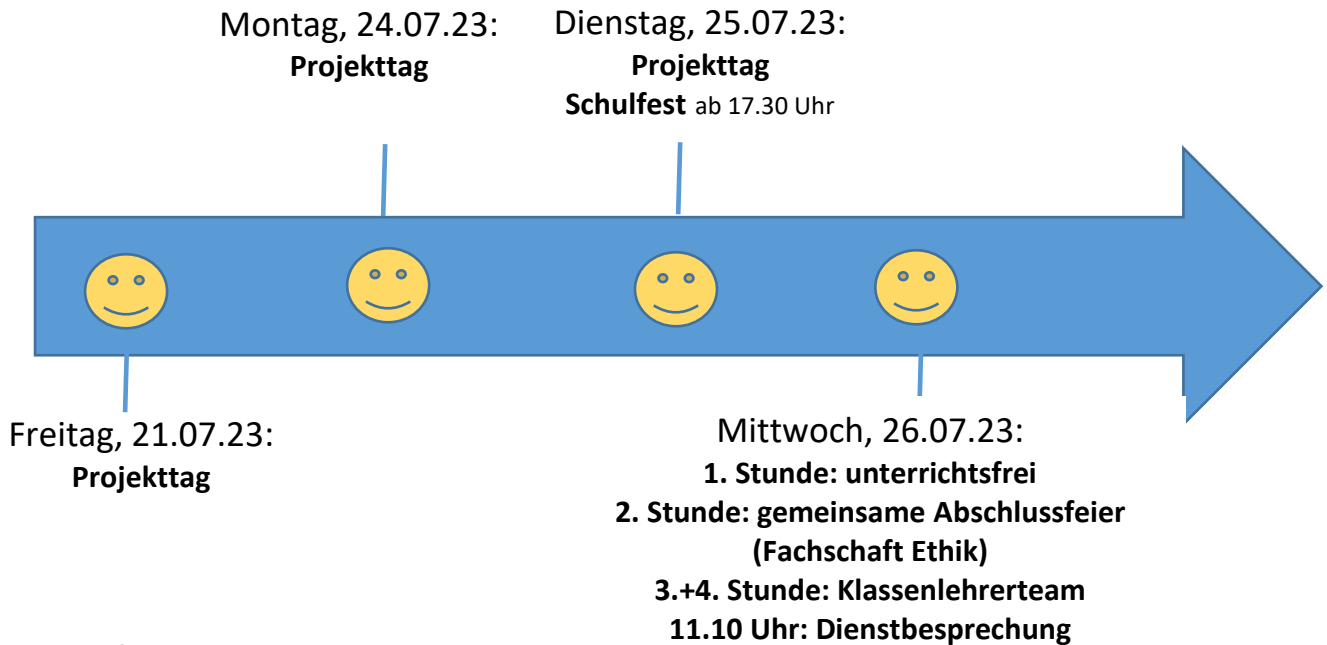 Montag, 24.07.23:
Projekttag
Dienstag, 25.07.23:
Projekttag
Schulfest ab 17.30 Uhr
Freitag, 21.07.23:
Projekttag
Mittwoch, 26.07.23:
1. Stunde: unterrichtsfrei
2. Stunde: gemeinsame Abschlussfeier
(Fachschaft Ethik)
3.+4. Stunde: Klassenlehrerteam
11.10 Uhr: Dienstbesprechung